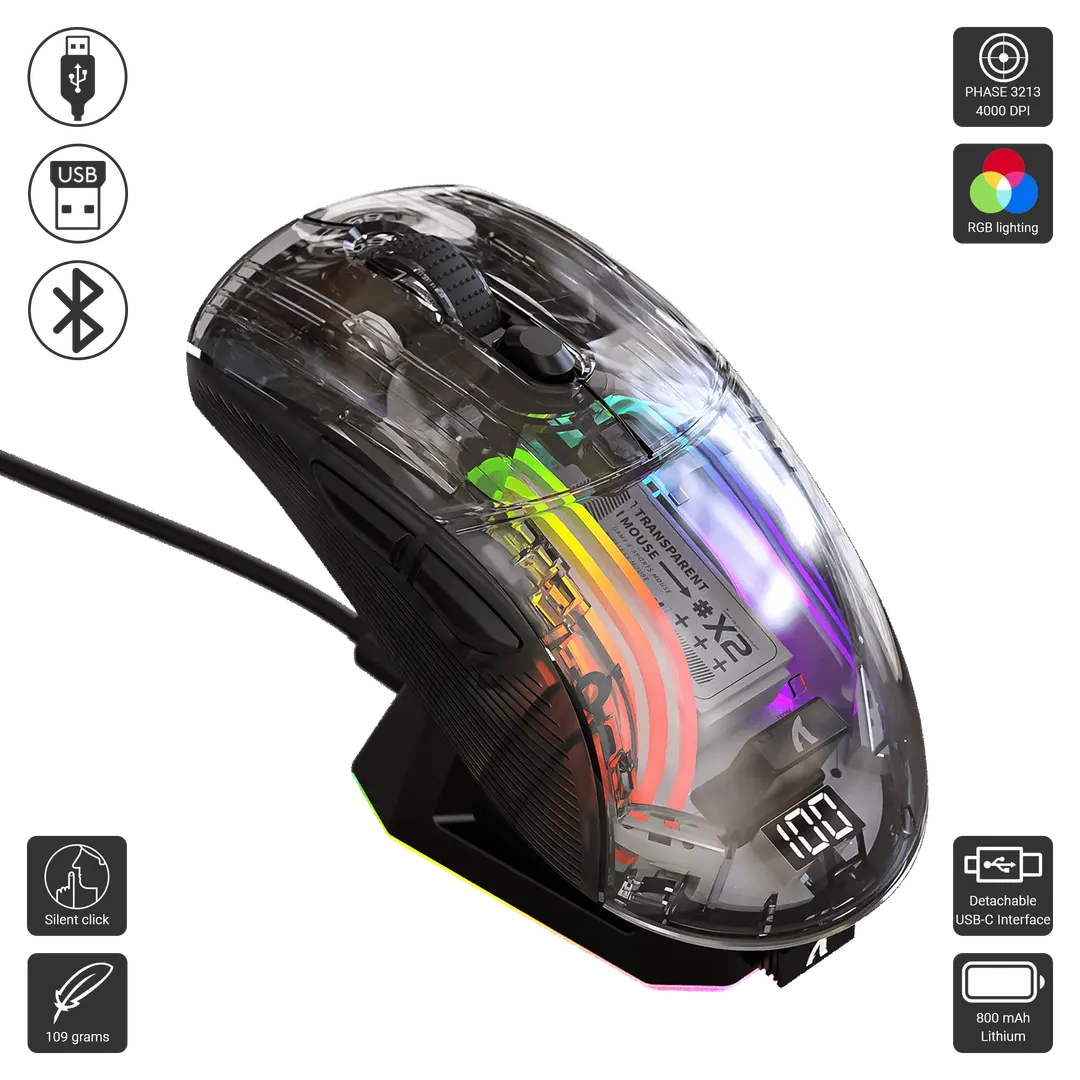 USB
PHASE 3213
4000 DPI
RGB lighting
TRANSPARENT
MOUSE
#X2
100
Silent click
109 grams
Detachable
USB-C Interface
800 mAh
Lithium